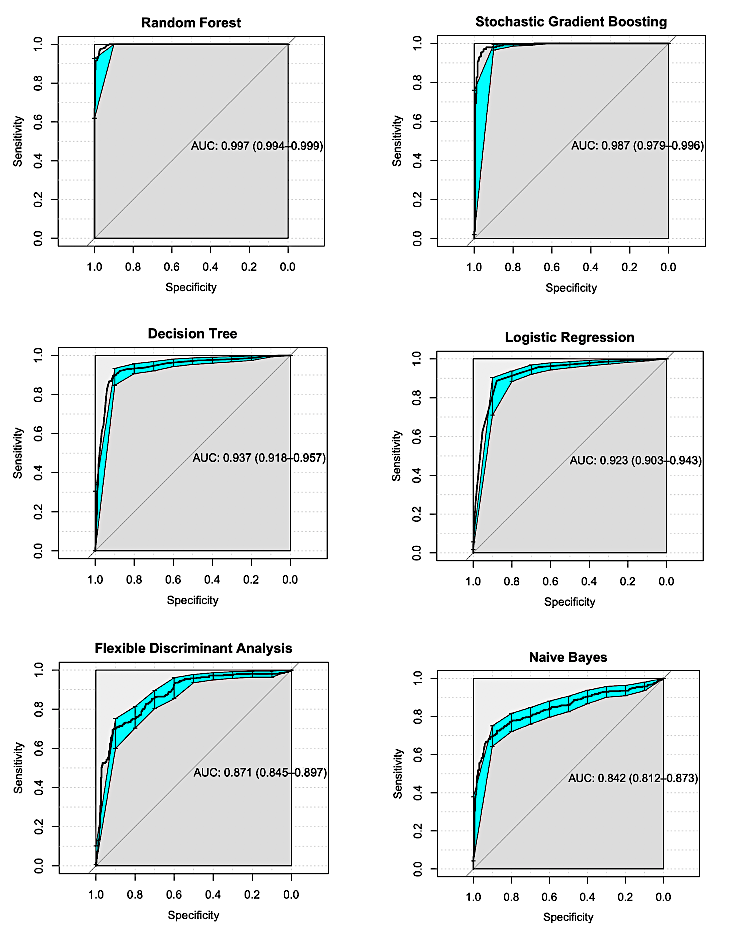 Random Forest
Sensitivity
0.0 0.2 0.4 0.6 0.8 1.0
AUC: 0.997 (0.994–0.999)
1.0 0.8 0.6 0.4 0.2 0.0
Specificity
Stochastic Gradient Boosting
Sensitivity
0.0 0.2 0.4 0.6 0.8 1.0
AUC: 0.987 (0.979–0.996)
1.0 0.8 0.6 0.4 0.2 0.0
Specificity
Decision Tree
Sensitivity
0.0 0.2 0.4 0.6 0.8 1.0
AUC: 0.937 (0.918–0.957)
1.0 0.8 0.6 0.4 0.2 0.0
Specificity
Logistic Regression
Sensitivity
0.0 0.2 0.4 0.6 0.8 1.0
AUC: 0.923 (0.903–0.943)
1.0 0.8 0.6 0.4 0.2 0.0
Specificity
Flexible Discriminant Analysis
Sensitivity
0.0 0.2 0.4 0.6 0.8 1.0
AUC: 0.871 (0.845–0.897)
1.0 0.8 0.6 0.4 0.2 0.0
Specificity
Naive Bayes
Sensitivity
0.0 0.2 0.4 0.6 0.8 1.0
AUC: 0.842 (0.812–0.873)
1.0 0.8 0.6 0.4 0.2 0.0
Specificity